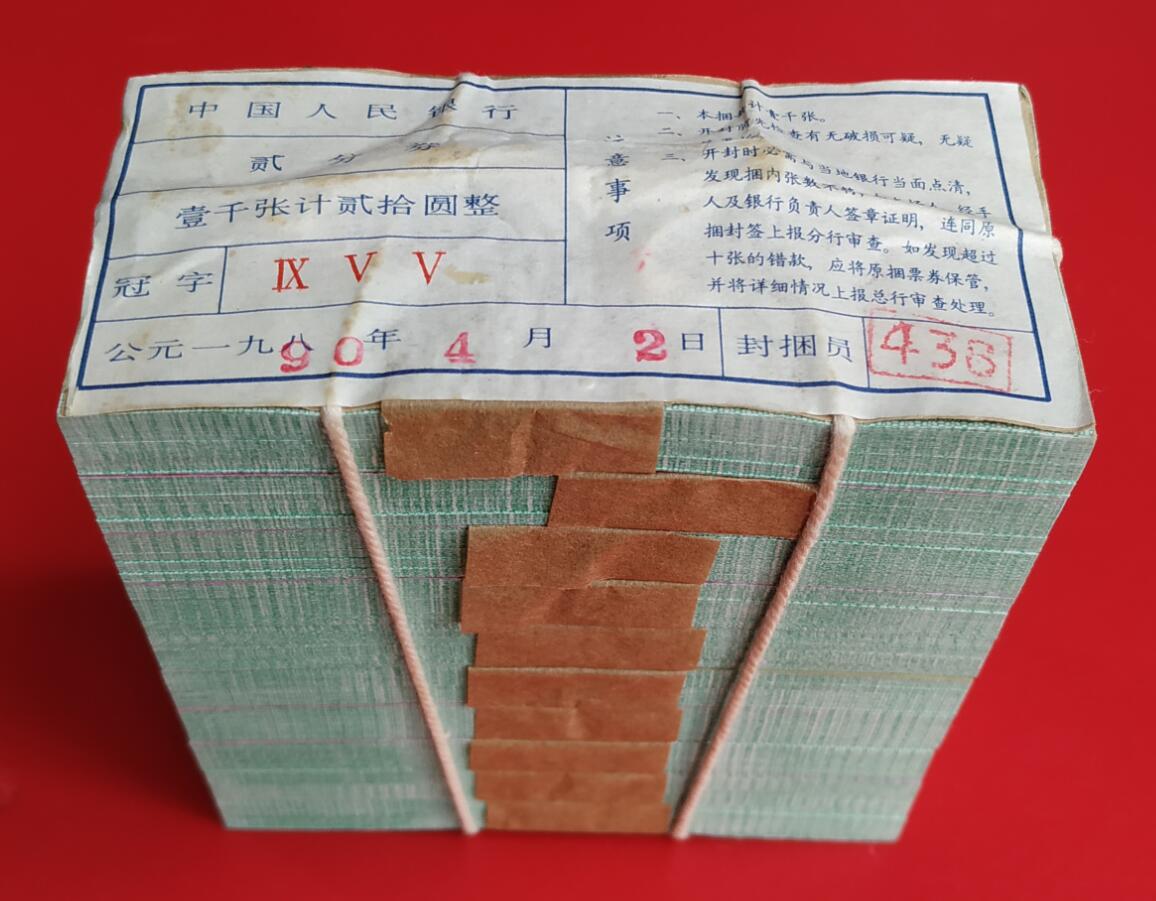 中国人民银行
贰分券
壹千张计贰拾圆整
冠字 IX V V
公元一九八90年4月2日 封捆员 438
注意事项
一、本捆 计壹千张。
二、开封前先检查有无破损可疑，无疑
三、开封时必需与当地银行当面点清，
发现捆内张数不 经手
人及银行负责人签章证明，连同原
捆封签上报分行审查。如发现超过
十张的错款，应将原捆票券保管，
并将详细情况上报总行审查处理。